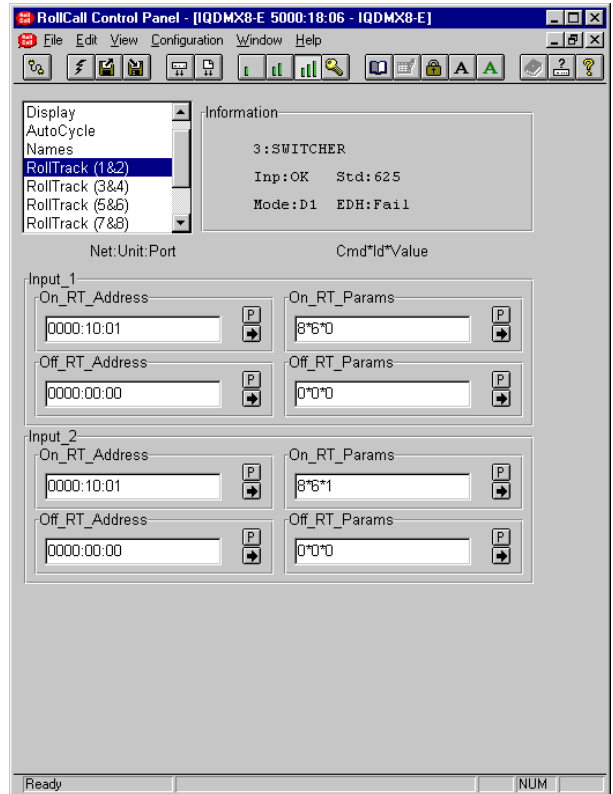 RollCall Control Panel - [IQDMX8-E 5000:18:06 - IQDMX8-E]
File Edit View Configuration Window Help
A A
Display
AutoCycle
Names
RollTrack (1&2)
RollTrack (3&4)
RollTrack (5&6)
RollTrack (7&8)
Information
3:SWITCHER
Inp:OK Std:625
Mode:D1 EDH:Fail
Net:Unit:Port Cmd*Id*Value
Input_1
On_RT_Address On_RT_Params
0000:10:01 P 8*6*0 P
Off_RT_Address Off_RT_Params
0000:00:00 P 0*0*0 P
Input_2
On_RT_Address On_RT_Params
0000:10:01 P 8*6*1 P
Off_RT_Address Off_RT_Params
0000:00:00 P 0*0*0 P
Ready NUM